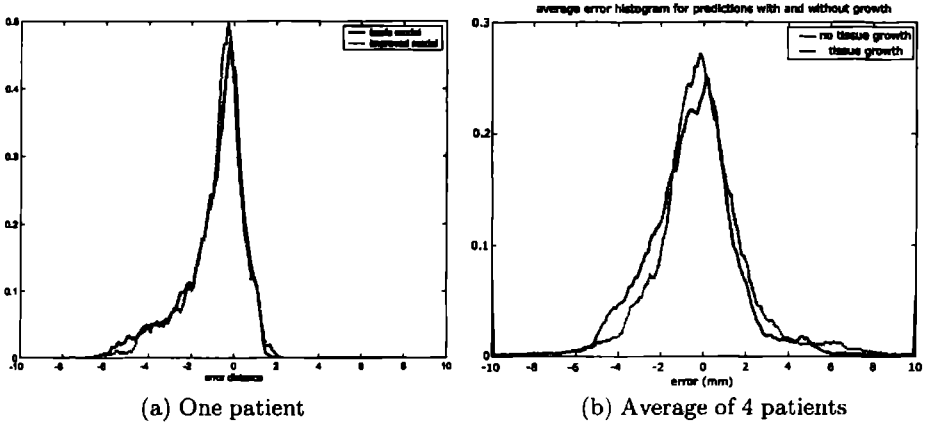 average error histogram for predictions with and without growth
0.5
0.4
0.3
0.2
0.1
0
-10 -8 -6 -4 -2 0 2 4 6 8 10
error distance
basic model
improved model
(a) One patient
0.3
0.2
0.1
0
-10 -8 -6 -4 -2 0 2 4 6 8 10
error (mm)
no tissue growth
tissue growth
(b) Average of 4 patients